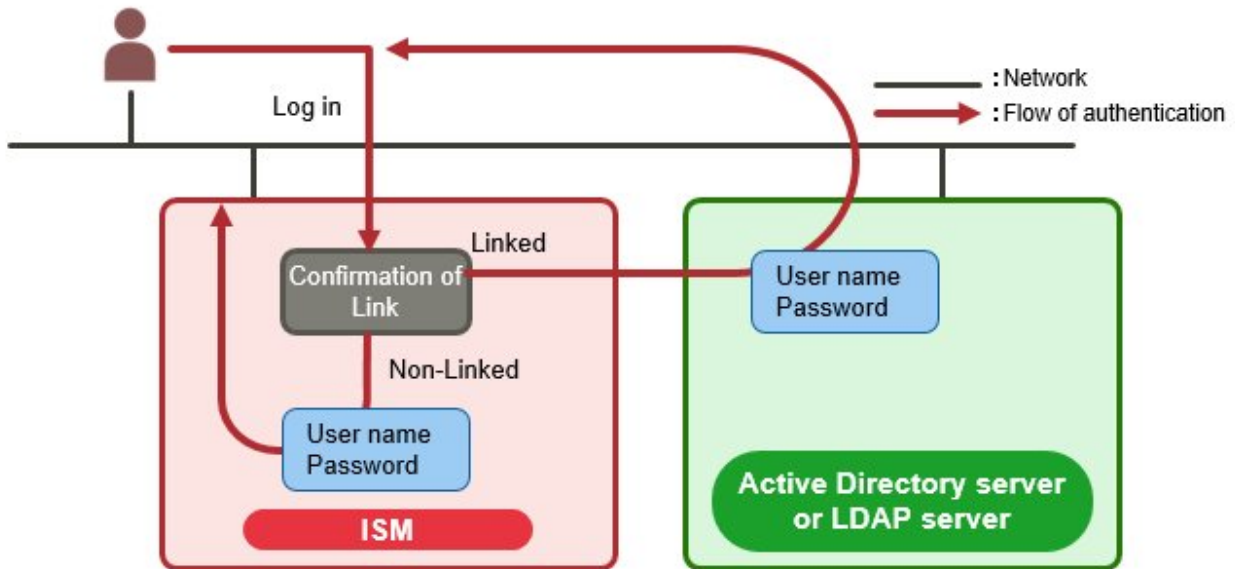 : Network
Log in
: Flow of authentication
Linked
Confirmation of
Link
User name
Password
Non-Linked
User name
Password
Active Directory server
or LDAP server
ISM